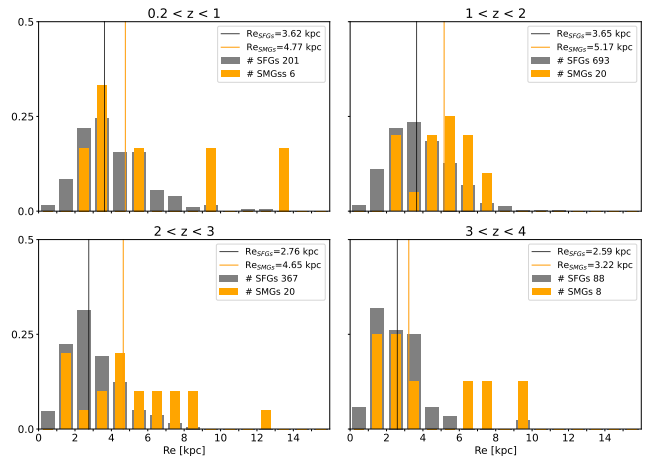 0.2 < z < 1
1 < z < 2
0.5
Re_SFGs=3.62 kpc
Re_SMGs=4.77 kpc
# SFGs 201
# SMGss 6
Re_SFGs=3.65 kpc
Re_SMGs=5.17 kpc
# SFGs 693
# SMGs 20
0.25
0.0
2 < z < 3
3 < z < 4
0.5
Re_SFGs=2.76 kpc
Re_SMGs=4.65 kpc
# SFGs 367
# SMGs 20
Re_SFGs=2.59 kpc
Re_SMGs=3.22 kpc
# SFGs 88
# SMGs 8
0.25
0.0
0 2 4 6 8 10 12 14
0 2 4 6 8 10 12 14
Re [kpc]
Re [kpc]